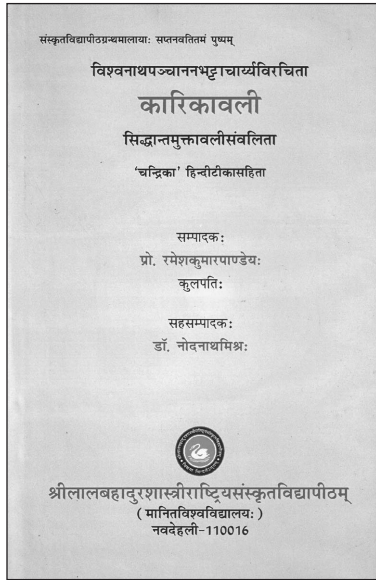 संस्कृतविद्यापीठग्रन्थमालायाः सप्तनवतितमं पुष्पम्
विश्वनाथपञ्चाननभट्टाचार्य्यविरचिता
कारिकावली
सिद्धान्तमुक्तावलीसंवलिता
'चन्द्रिका' हिन्दीटीकासहिता
सम्पादकः
प्रो. रमेशकुमारपाण्डेयः
कुलपतिः
सहसम्पादकः
डॉ. नोदनाथमिश्रः
श्रीलालबहादुरशास्त्रीराष्ट्रियसंस्कृतविद्यापीठम्
( मानितविश्वविद्यालयः )
नवदेहली-110016